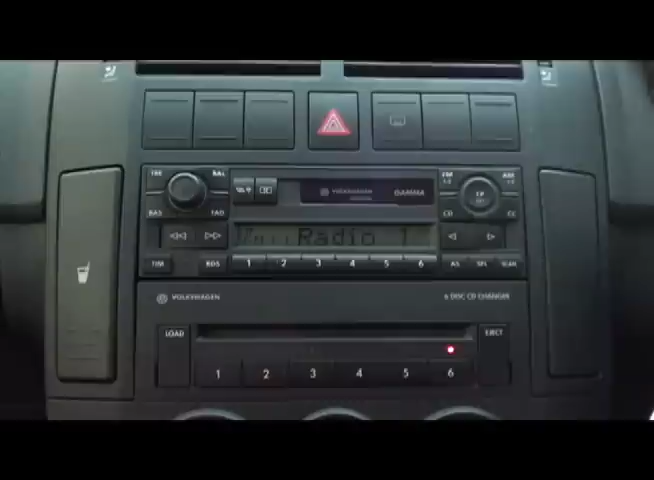 TRE BAL
VOLKSWAGEN GAMMA
FM AM
BAS FAD
CD CC
Radio 1
TIM RDS 1 2 3 4 5 6 AS SCAN
VOLKSWAGEN 6 DISC CD CHANGER
LOAD EJECT
1 2 3 4 5 6